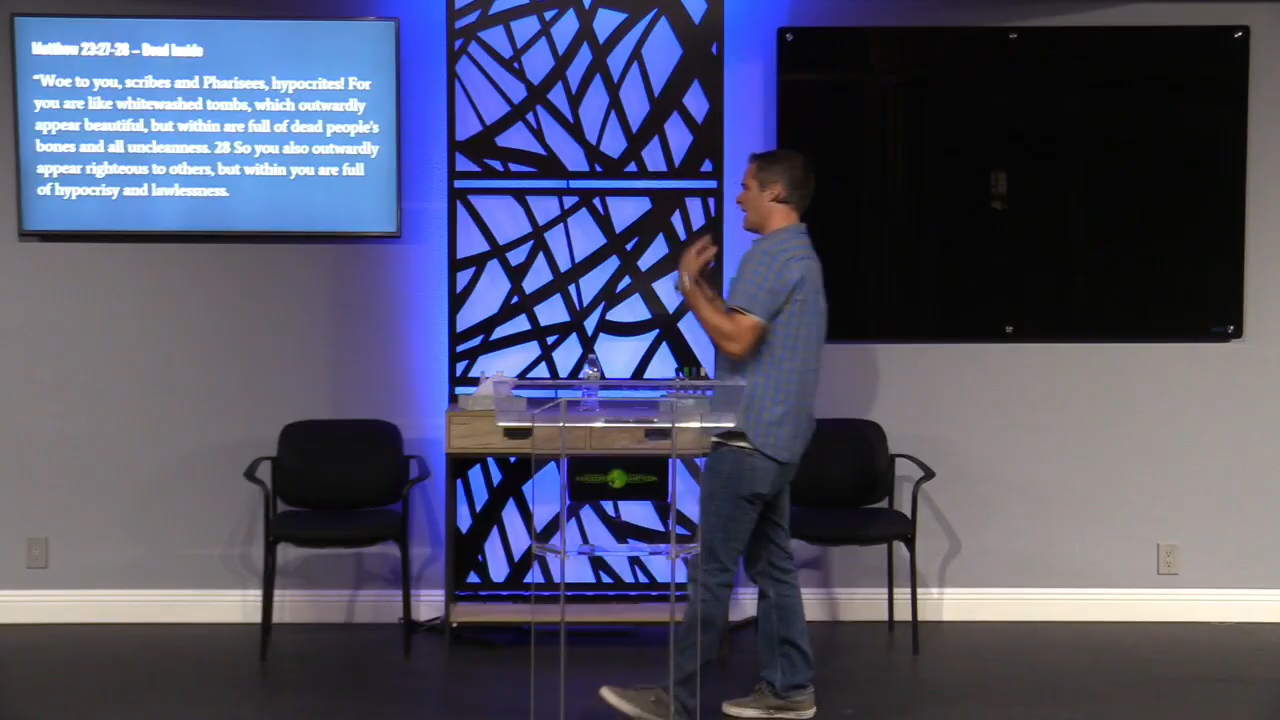 Matthew 23:27-28 – Dead Inside
“Woe to you, scribes and Pharisees, hypocrites! For
you are like whitewashed tombs, which outwardly
appear beautiful, but within are full of dead people's
bones and all uncleanness. 28 So you also outwardly
appear righteous to others, but within you are full
of hypocrisy and lawlessness.